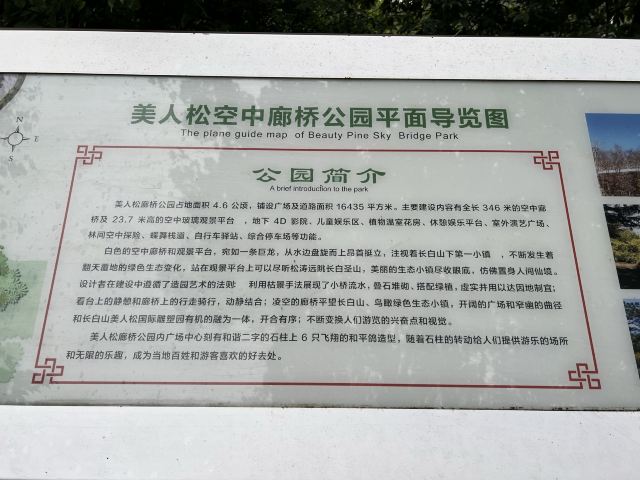 美人松空中廊桥公园平面导览图
The plane guide map of Beauty Pine Sky Bridge Park
N
E
S
公园简介
A brief introduction to the park
美人松廊桥公园占地面积 4.6 公顷，铺设广场及道路面积 16435 平方米。主要建设内容有全长 346 米的空中廊
桥及 23.7 米高的空中玻璃观景平台 ，地下 4D 影院、儿童娱乐区、植物温室花房、休憩娱乐平台、室外演艺广场、
林间空中探险、蝶舞栈道、自行车驿站、综合停车场等功能。
白色的空中廊桥和观景平台，宛如一条巨龙，从水边盘旋而上昂首挺立，注视着长白山下第一小镇 ，不断发生着
翻天覆地的绿色生态变化，站在观景平台上可以尽听松涛远眺长白圣山，美丽的生态小镇尽收眼底，仿佛置身人间仙境。
设计者在建设中遵循了造园艺术的法则： 利用枯景手法展现了小桥流水，叠石堆砌、搭配绿植，虚实并用以达因地制宜；
看台上的静憩和廊桥上的行走骑行，动静结合；凌空的廊桥平望长白山、鸟瞰绿色生态小镇，开阔的广场和窄幽的曲径
和长白山美人松国际雕塑园有机的融为一体，开合有序；不断变换人们游览的兴奋点和视觉。
美人松廊桥公园内广场中心刻有和谐二字的石柱上 6 只飞翔的和平鸽造型，随着石柱的转动给人们提供游乐的场所
和无限的乐趣，成为当地百姓和游客喜欢的好去处。